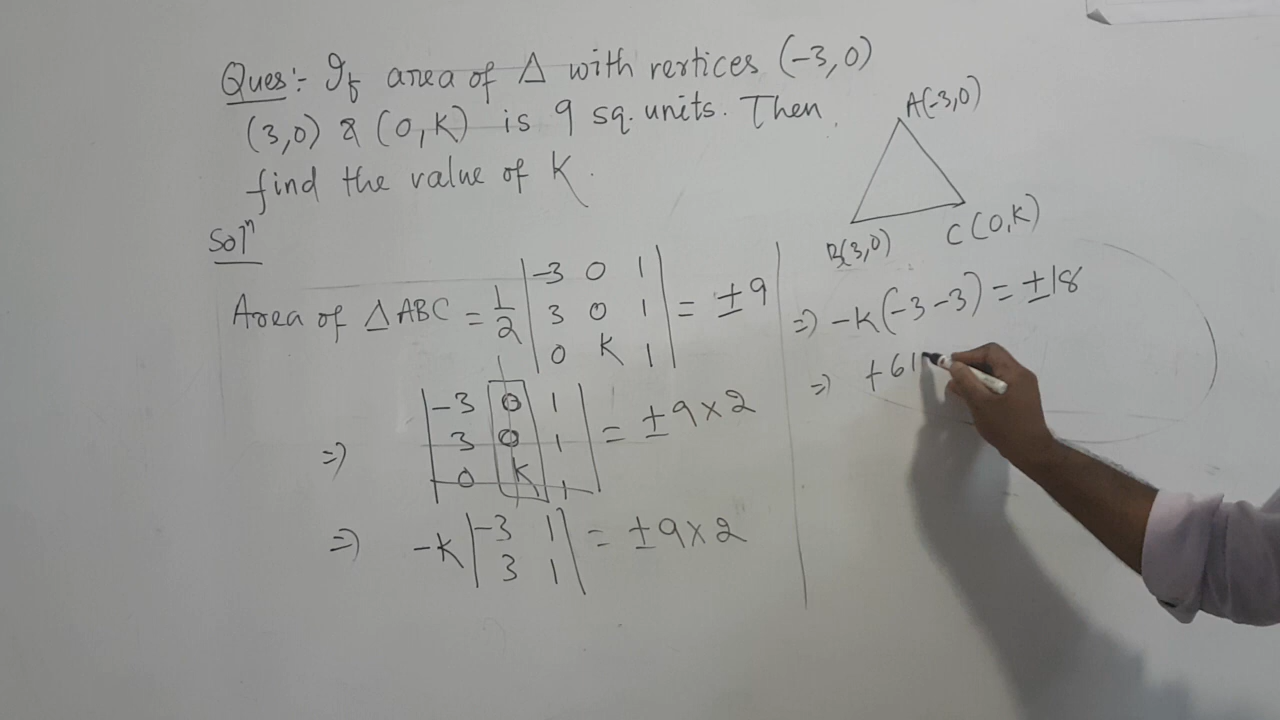 Ques:- If area of Δ with vertices (-3,0)
(3,0) & (0,K) is 9 sq. units. Then
find the value of K.
A(-3,0)
B(3,0)
C(0,K)
Solⁿ
Area of △ABC = 1/2 |-3 0 1| = ±9
|3 0 1|
|0 K 1|
=) |-3 0 1| = ±9×2
|3 0 1|
|0 K 1|
=) -K |-3 1| = ±9×2
|3 1|
=) -K(-3-3) = ±18
=) +6